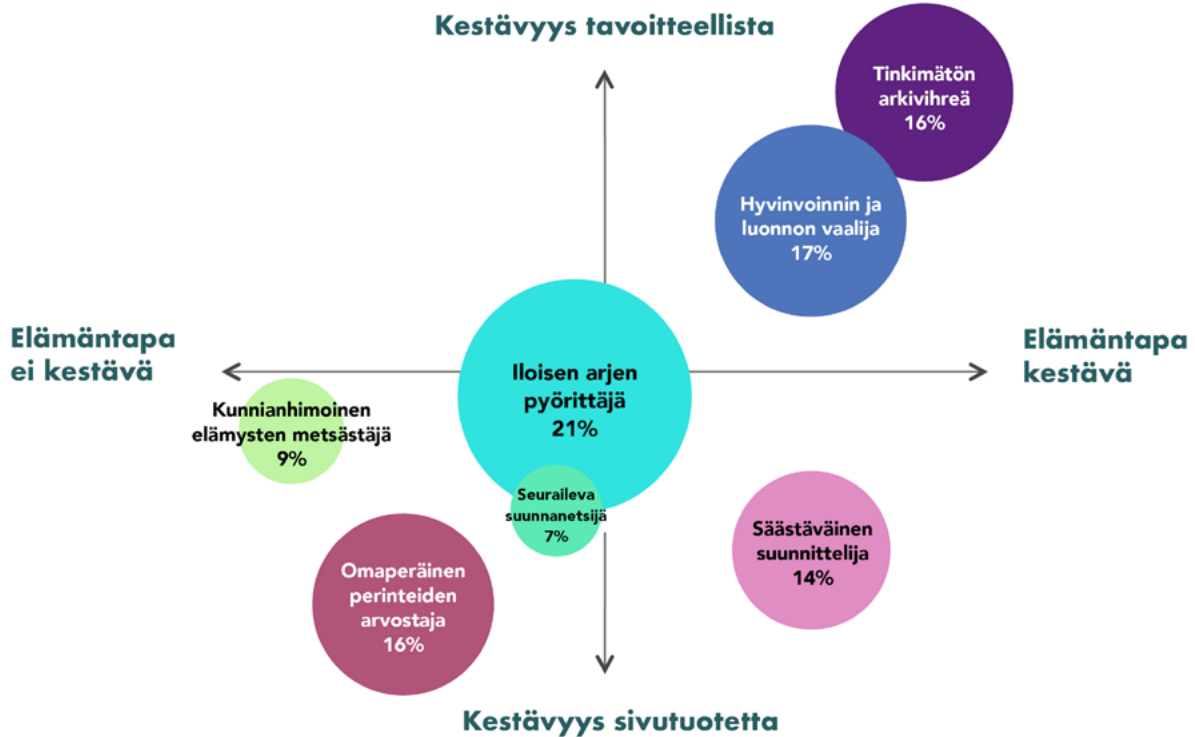 Kestävyys tavoitteellista
Tinkimätön
arkivihreä
16%
Hyvinvoinnin ja
luonnon vaalija
17%
Elämäntapa
ei kestävä
Elämäntapa
kestävä
Iloisen arjen
pyörittäjä
21%
Kunnianhimoinen
elämysten metsästäjä
9%
Seuraileva
suunnanetsijä
7%
Säästäväinen
suunnittelija
14%
Omaperäinen
perinteiden
arvostaja
16%
Kestävyys sivutuotetta